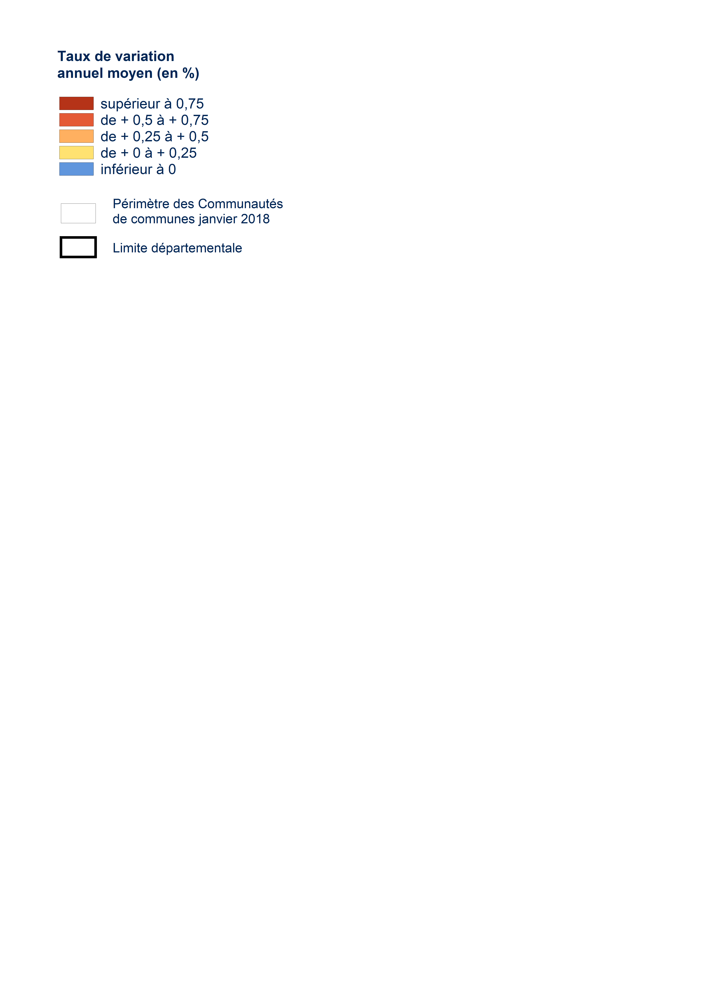 Taux de variation
annuel moyen (en %)
supérieur à 0,75
de + 0,5 à + 0,75
de + 0,25 à + 0,5
de + 0 à + 0,25
inférieur à 0
Périmètre des Communautés
de communes janvier 2018
Limite départementale